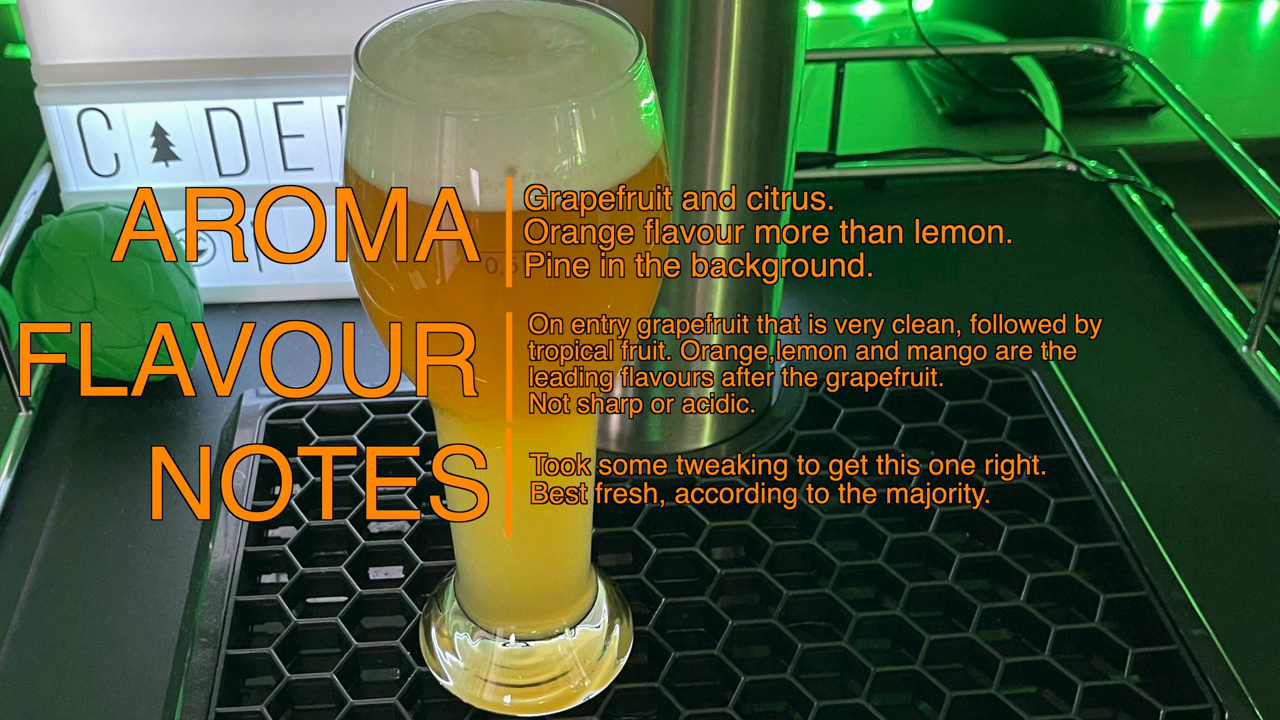 C DE
AROMA
Grapefruit and citrus.
Orange flavour more than lemon.
Pine in the background.
FLAVOUR
On entry grapefruit that is very clean, followed by
tropical fruit. Orange,lemon and mango are the
leading flavours after the grapefruit.
Not sharp or acidic.
NOTES
Took some tweaking to get this one right.
Best fresh, according to the majority.